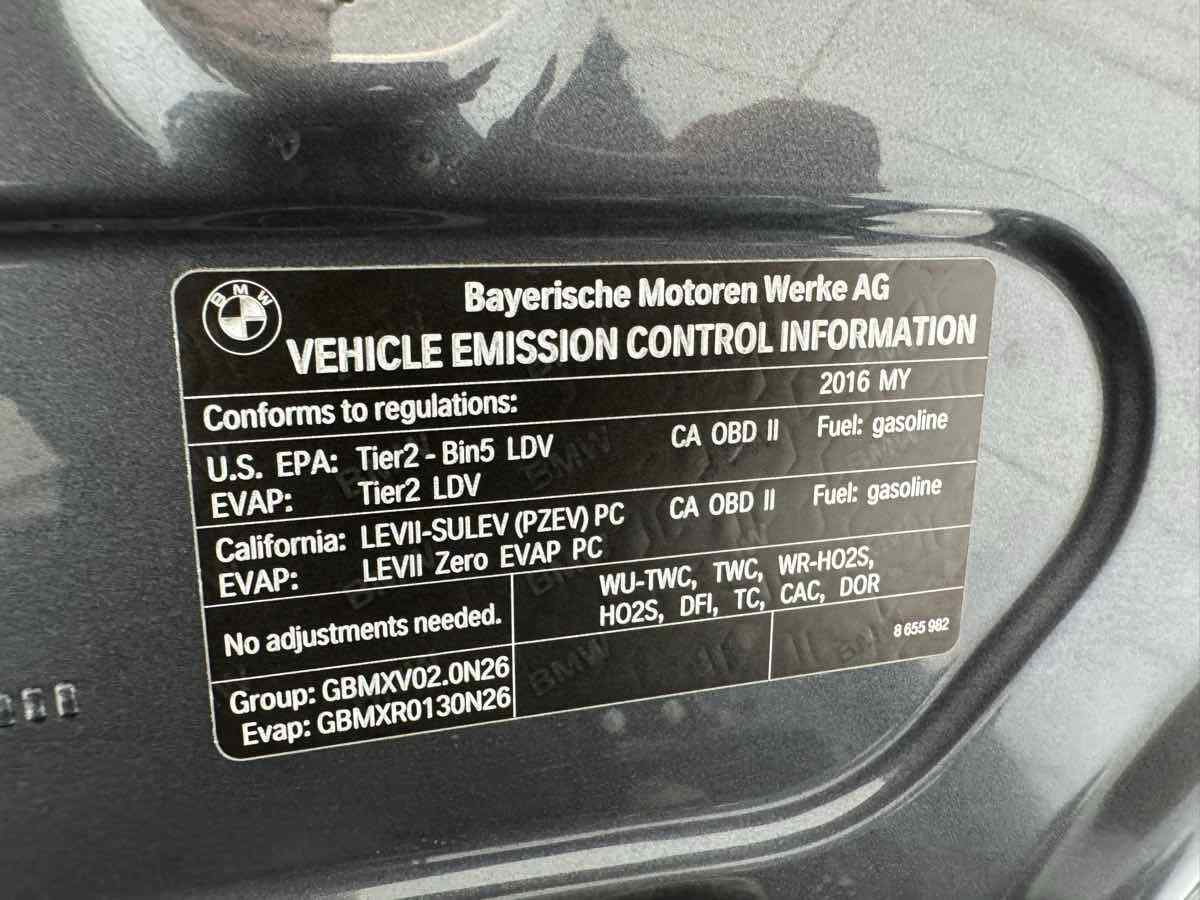 BMW
Bayerische Motoren Werke AG
VEHICLE EMISSION CONTROL INFORMATION
2016 MY
Conforms to regulations:
U.S. EPA: Tier2 - Bin5 LDV CA OBD II Fuel: gasoline
EVAP: Tier2 LDV
California: LEVII-SULEV (PZEV) PC CA OBD II Fuel: gasoline
EVAP: LEVII Zero EVAP PC
No adjustments needed.
WU-TWC, TWC, WR-HO2S,
HO2S, DFI, TC, CAC, DOR
Group: GBMXV02.0N26
Evap: GBMXR0130N26
8 655 982